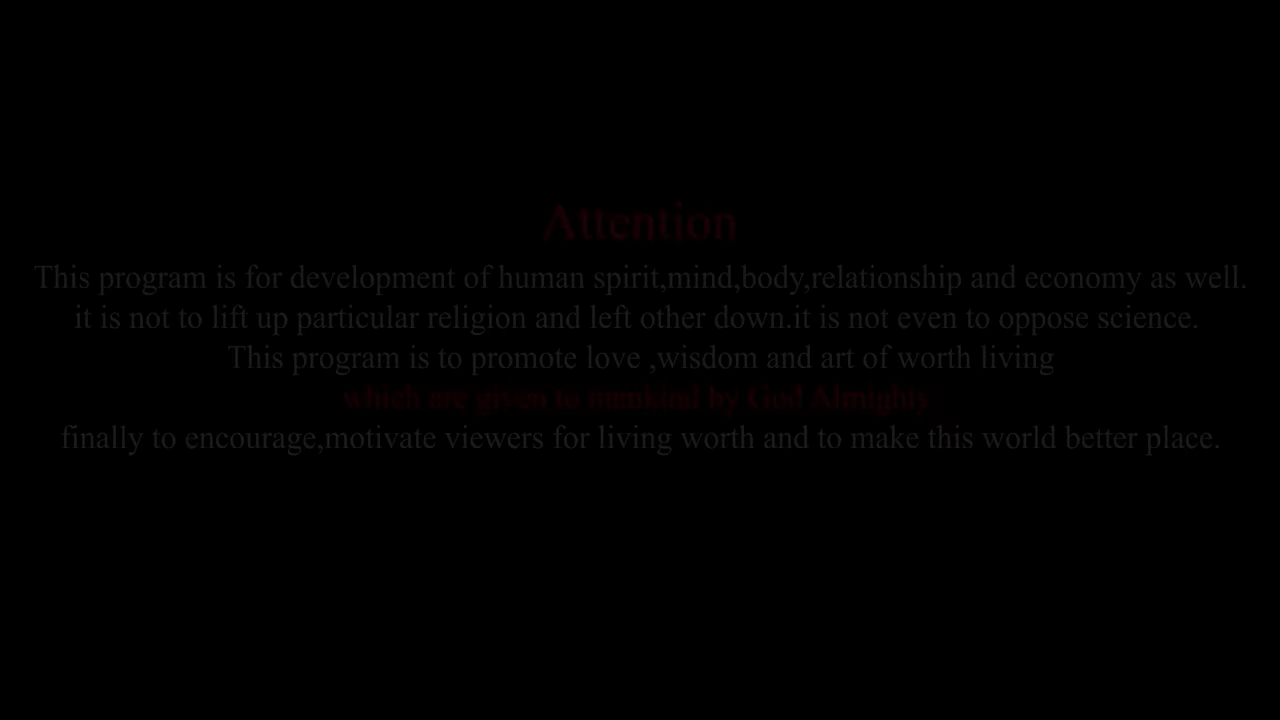 Attention
This program is for development of human spirit,mind,body,relationship and economy as well.
it is not to lift up particular religion and left other down.it is not even to oppose science.
This program is to promote love ,wisdom and art of worth living
which are given to mankind by God Almighty
finally to encourage,motivate viewers for living worth and to make this world better place.